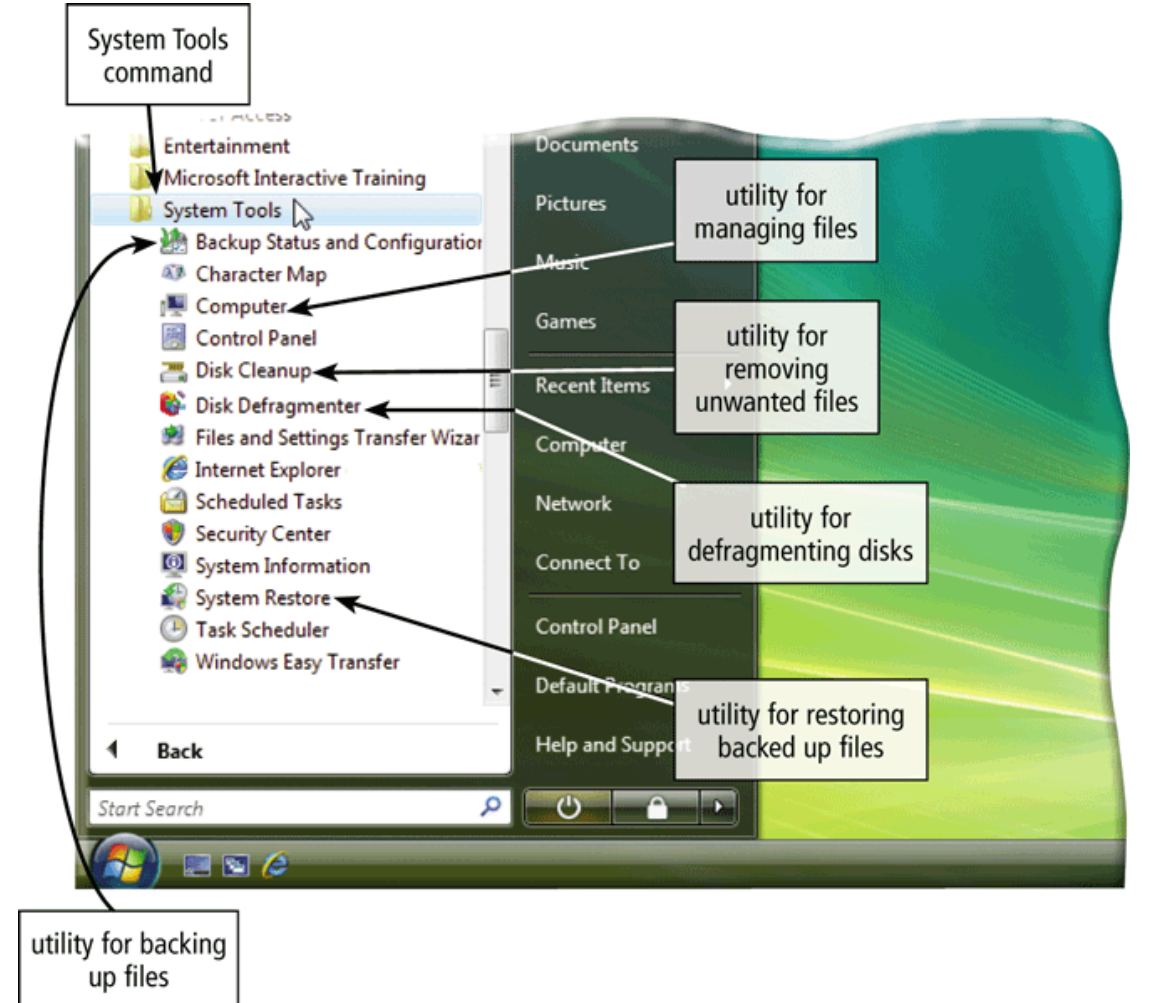 System Tools
command
Entertainment
Microsoft Interactive Training
System Tools
Backup Status and Configuration
Character Map
Computer
Control Panel
Disk Cleanup
Disk Defragmenter
Files and Settings Transfer Wizar
Internet Explorer
Scheduled Tasks
Security Center
System Information
System Restore
Task Scheduler
Windows Easy Transfer
Back
Start Search
Documents
Pictures
Music
Games
Recent Items
Computer
Network
Connect To
Control Panel
Default Programs
Help and Support
utility for
managing files
utility for
removing
unwanted files
utility for
defragmenting disks
utility for restoring
backed up files
utility for backing
up files